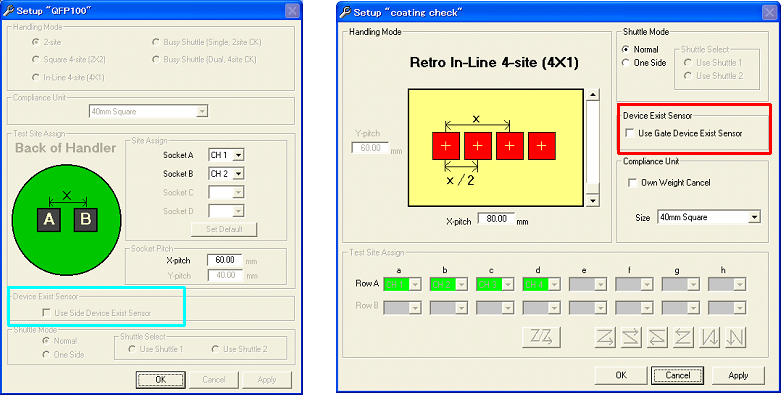 Setup "QFP100"
Handling Mode
2-site
Busy Shuttle (Single, 2site CK)
Square 4-site (2X2)
Busy Shuttle (Dual, 4site CK)
In-Line 4-site (4X1)
Compliance Unit
40mm Square
Test Site Assign
Back of Handler
X
A B
Site Assign
Socket A CH 1
Socket B CH 2
Socket C
Socket D
Set Default
Socket Pitch
X-pitch 60.00 mm
Y-pitch 40.00 mm
Device Exist Sensor
Use Side Device Exist Sensor
Shuttle Mode
Normal
One Side
Shuttle Select
Use Shuttle 1 Use Shuttle 2
OK Cancel Apply
Setup "coating check"
Handling Mode
Retro In-Line 4-site (4X1)
Y-pitch
60.00 mm
X
X / 2
X-pitch 80.00 mm
Shuttle Mode
Normal
One Side
Shuttle Select
Use Shuttle 1
Use Shuttle 2
Device Exist Sensor
Use Gate Device Exist Sensor
Compliance Unit
Own Weight Cancel
Size 40mm Square
Test Site Assign
a b c d e f g h
Row A CH 1 CH 2 CH 3 CH 4
Row B
OK Cancel Apply